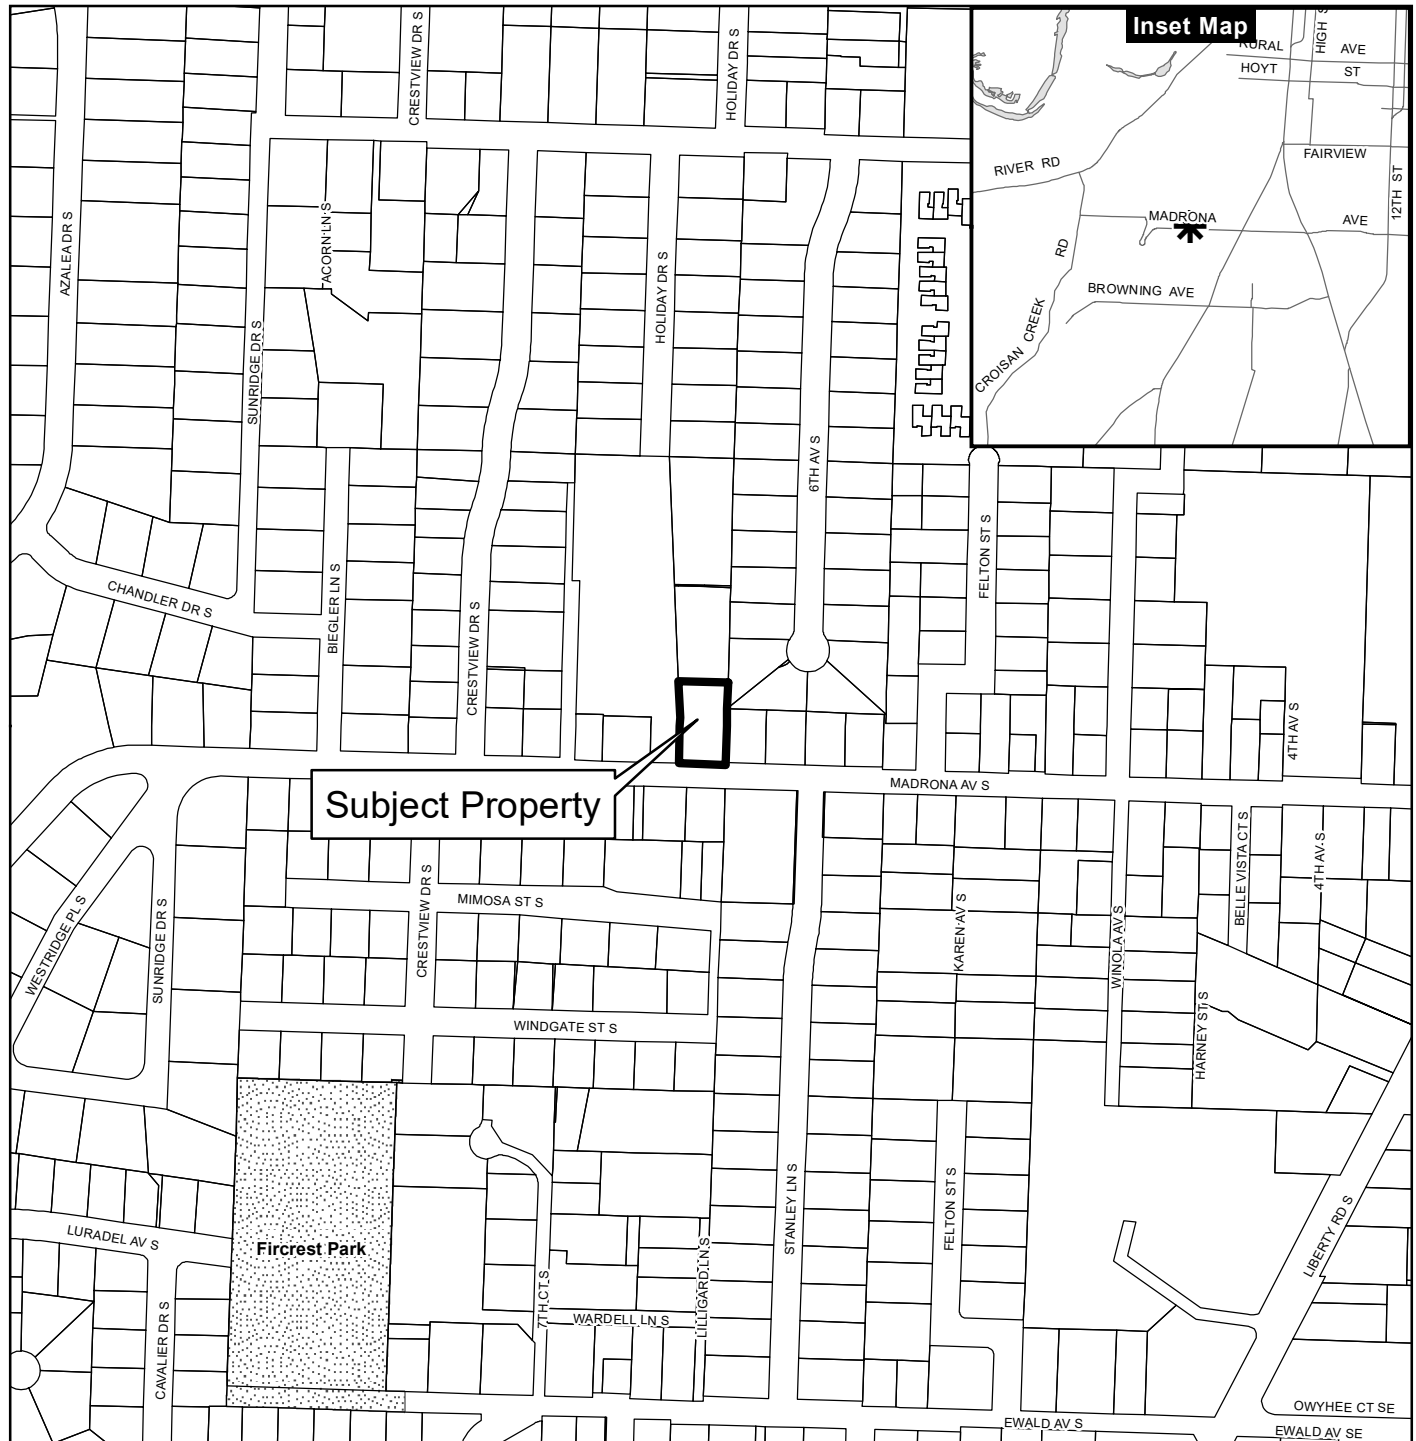 Inset Map
CRESTVIEW DR S
HOLIDAY DR S
RURAL AVE
HIGH S
HOYT ST
FAIRVIEW
RIVER RD
12TH ST
MADRONA AVE
AZALEA DR S
ACORN LN S
HOLIDAY DR S
CROISAN CREEK RD
BROWNING AVE
SUNRIDGE DR S
6TH AV S
FELTON ST S
CHANDLER DR S
BIEGLER LN S
CRESTVIEW DR S
4TH AV S
MADRONA AV S
Subject Property
BELLE VISTA CT S
4TH AV S
WESTRIDGE PL S
SUNRIDGE DR S
CRESTVIEW DR S
MIMOSA ST S
KAREN AV S
WINOLA AV S
WINDGATE ST S
HARNEY ST S
LURADEL AV S
Fircrest Park
STANLEY LN S
FELTON ST S
LIBERTY RD S
CAVALIER DR S
7TH CT S
WARDELL LN S
LILLIGARD LN S
EWALD AV S
OWYHEE CT SE
EWALD AV SE